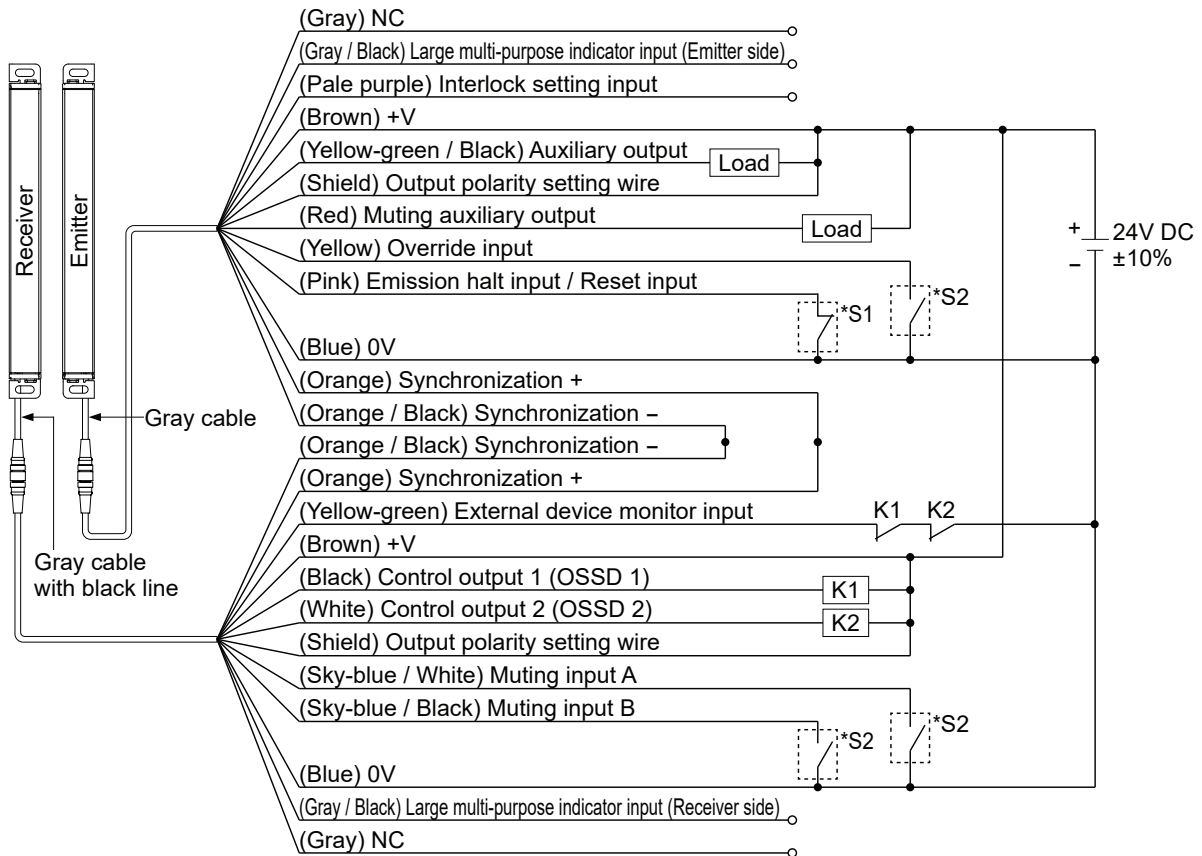 (Gray) NC
(Gray / Black) Large multi-purpose indicator input (Emitter side)
(Pale purple) Interlock setting input
(Brown) +V
(Yellow-green / Black) Auxiliary output
Load
(Shield) Output polarity setting wire
(Red) Muting auxiliary output
Load
(Yellow) Override input
(Pink) Emission halt input / Reset input
*S1
*S2
+
−
24V DC
±10%
(Blue) 0V
(Orange) Synchronization +
(Orange / Black) Synchronization −
(Orange / Black) Synchronization −
(Orange) Synchronization +
(Yellow-green) External device monitor input
K1
K2
(Brown) +V
(Black) Control output 1 (OSSD 1)
K1
(White) Control output 2 (OSSD 2)
K2
(Shield) Output polarity setting wire
(Sky-blue / White) Muting input A
(Sky-blue / Black) Muting input B
*S2
*S2
(Blue) 0V
(Gray / Black) Large multi-purpose indicator input (Receiver side)
(Gray) NC
Receiver
Emitter
Gray cable
Gray cable
with black line